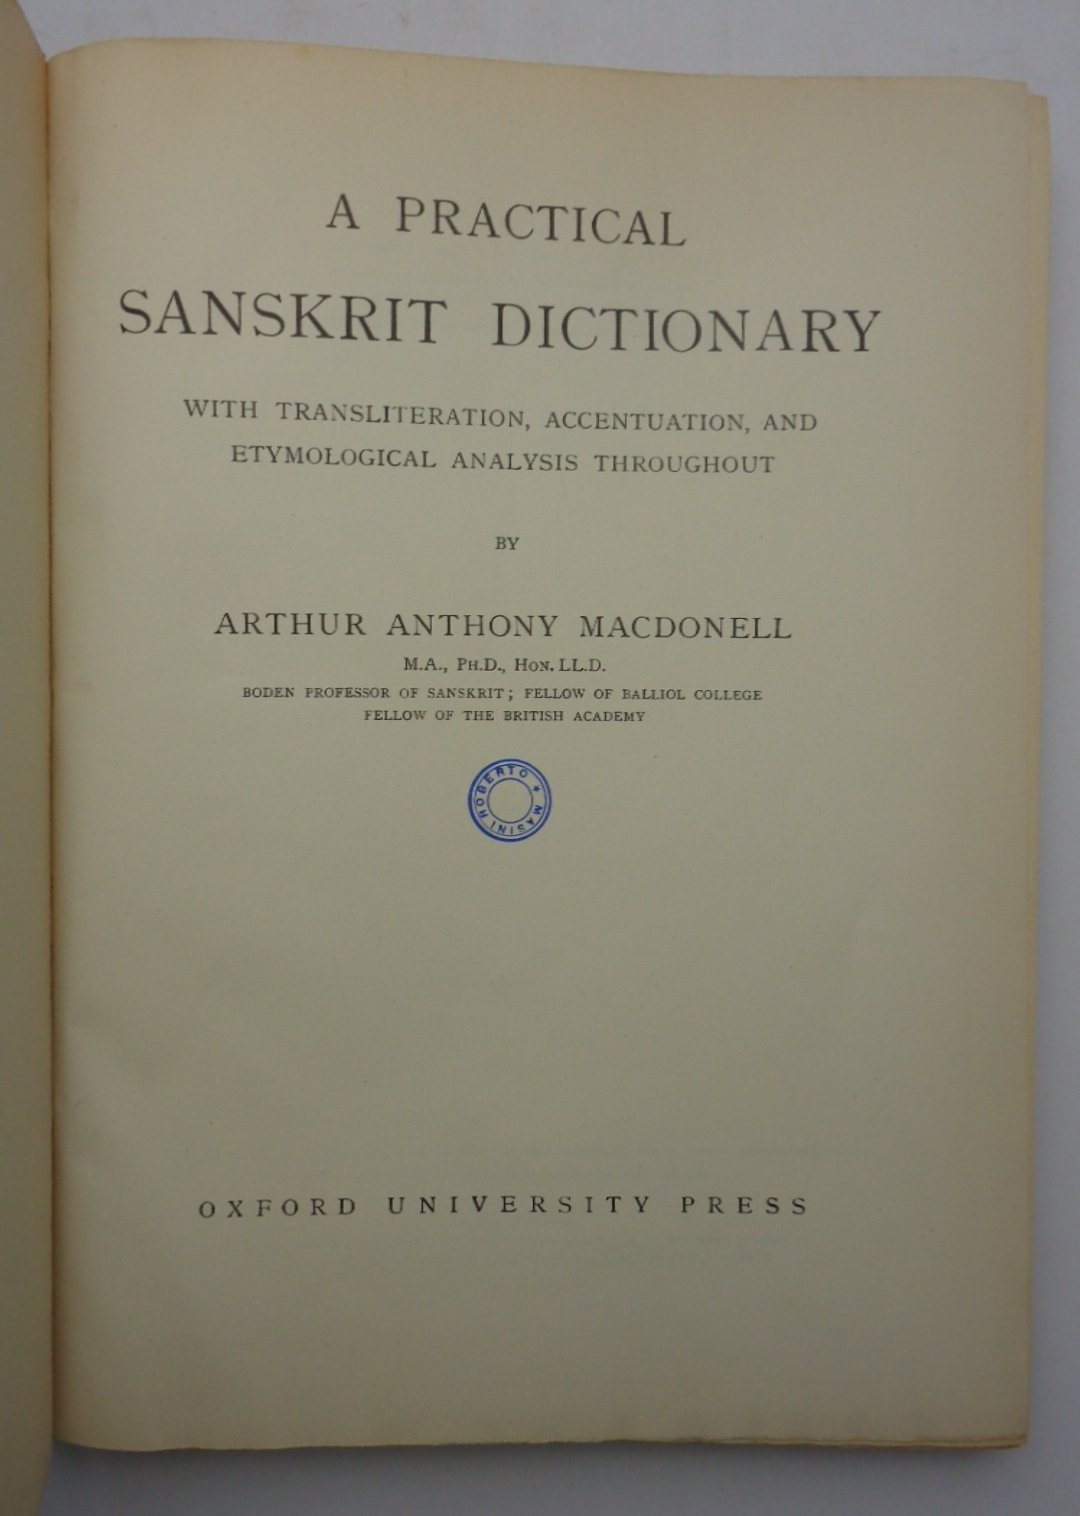 A PRACTICAL
SANSKRIT DICTIONARY
WITH TRANSLITERATION, ACCENTUATION, AND
ETYMOLOGICAL ANALYSIS THROUGHOUT
BY
ARTHUR ANTHONY MACDONELL
M.A., PH.D., HON. LL.D.
BODEN PROFESSOR OF SANSKRIT; FELLOW OF BALLIOL COLLEGE
FELLOW OF THE BRITISH ACADEMY
ROBERTO * MASINI
OXFORD UNIVERSITY PRESS